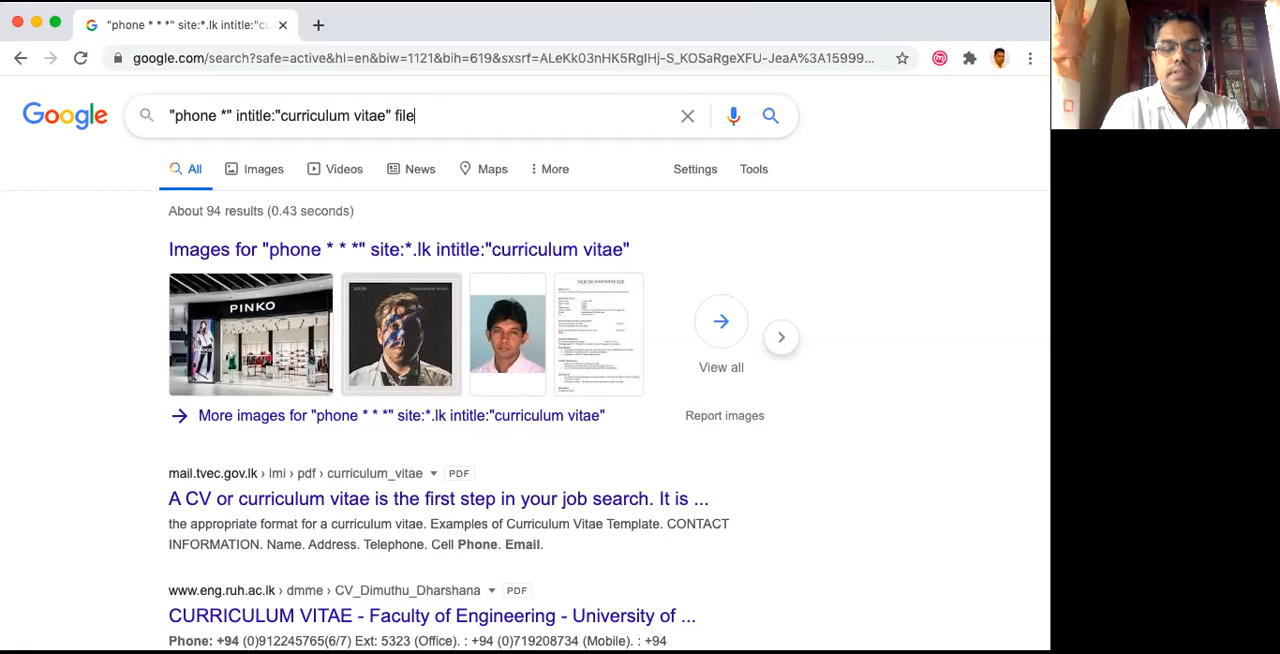 "phone * * *" site:*.lk intitle:"cu
google.com/search?safe=active&hl=en&biw=1121&bih=619&sxsrf=ALeKk03nHK5RgIHj-S_KOSaRgeXFU-JeaA%3A15999...
Google
"phone *" intitle:"curriculum vitae" file
All
Images
Videos
News
Maps
More
Settings
Tools
About 94 results (0.43 seconds)
Images for "phone * * *" site:*.lk intitle:"curriculum vitae"
PINKO
View all
More images for "phone * * *" site:*.lk intitle:"curriculum vitae"
Report images
mail.tvec.gov.lk › lmi › pdf › curriculum_vitae PDF
A CV or curriculum vitae is the first step in your job search. It is ...
the appropriate format for a curriculum vitae. Examples of Curriculum Vitae Template. CONTACT
INFORMATION. Name. Address. Telephone. Cell Phone. Email.
www.eng.ruh.ac.lk › dmme › CV_Dimuthu_Dharshana PDF
CURRICULUM VITAE - Faculty of Engineering - University of ...
Phone: +94 (0)912245765(6/7) Ext: 5323 (Office). : +94 (0)719208734 (Mobile). : +94